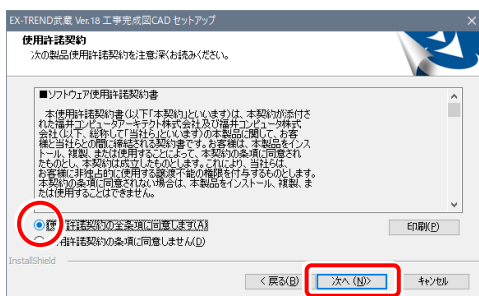 EX-TREND武蔵 Ver.18 工事完成図CAD セットアップ
使用許諾契約
次の製品使用許諾契約を注意深くお読みください。
■ソフトウェア使用許諾契約書
本使用許諾契約書（以下「本契約」といいます）は、本契約が添付さ
れた福井コンピュータアーキテクト株式会社及び福井コンピュータ株式
会社（以下、総称して「当社ら」といいます）の本製品に関して、お客
様と当社らとの間に締結される契約書です。お客様は、本製品をインス
トール、複製、または使用することによって、本契約の条項に同意され
たものとし、本契約は成立したものとします。これにより、当社らは、
お客様に非独占的に使用する譲渡不能の権限を付与するものとします。
本契約の条項に同意されない場合は、本製品をインストール、複製、ま
たは使用することはできません。
使用許諾契約の全条項に同意します(A)
印刷(P)
使用許諾契約の条項に同意しません(D)
InstallShield
< 戻る(B)
次へ (N)>
キャンセル